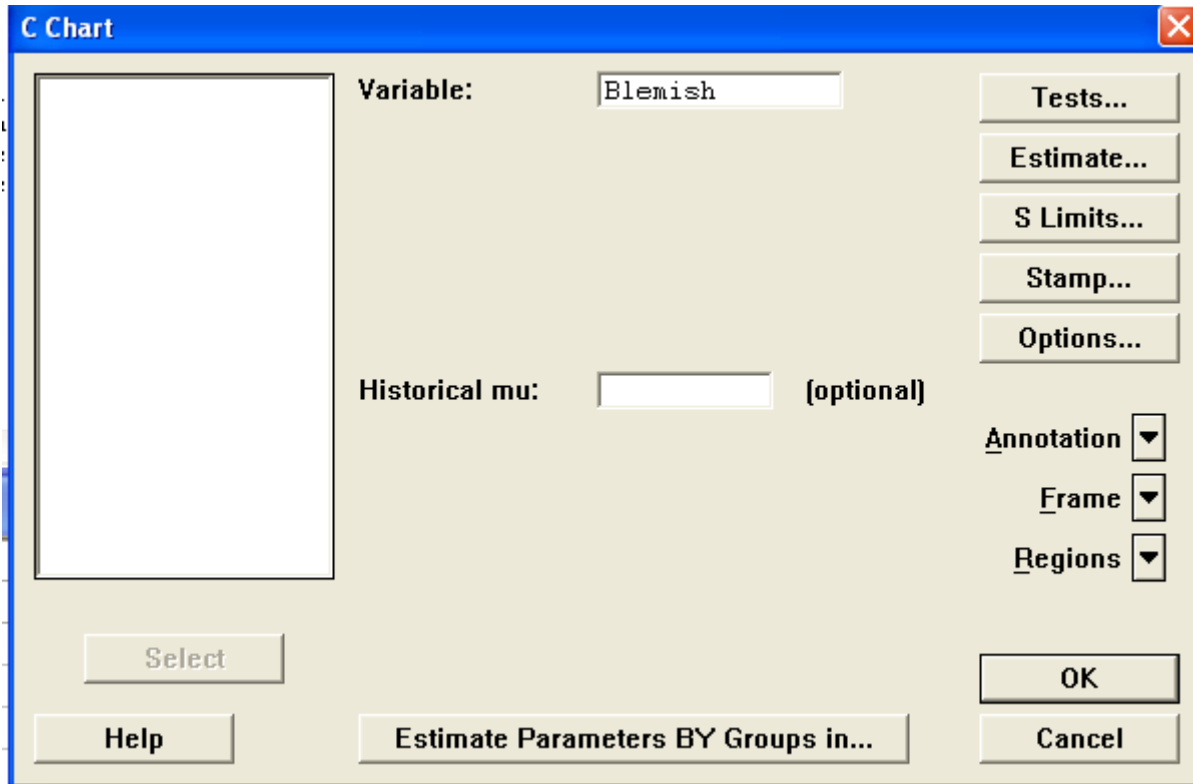 C Chart
Variable:
Blemish
Tests...
Estimate...
S Limits...
Stamp...
Options...
Historical mu:
(optional)
Annotation
Frame
Regions
Select
OK
Help
Estimate Parameters BY Groups in...
Cancel